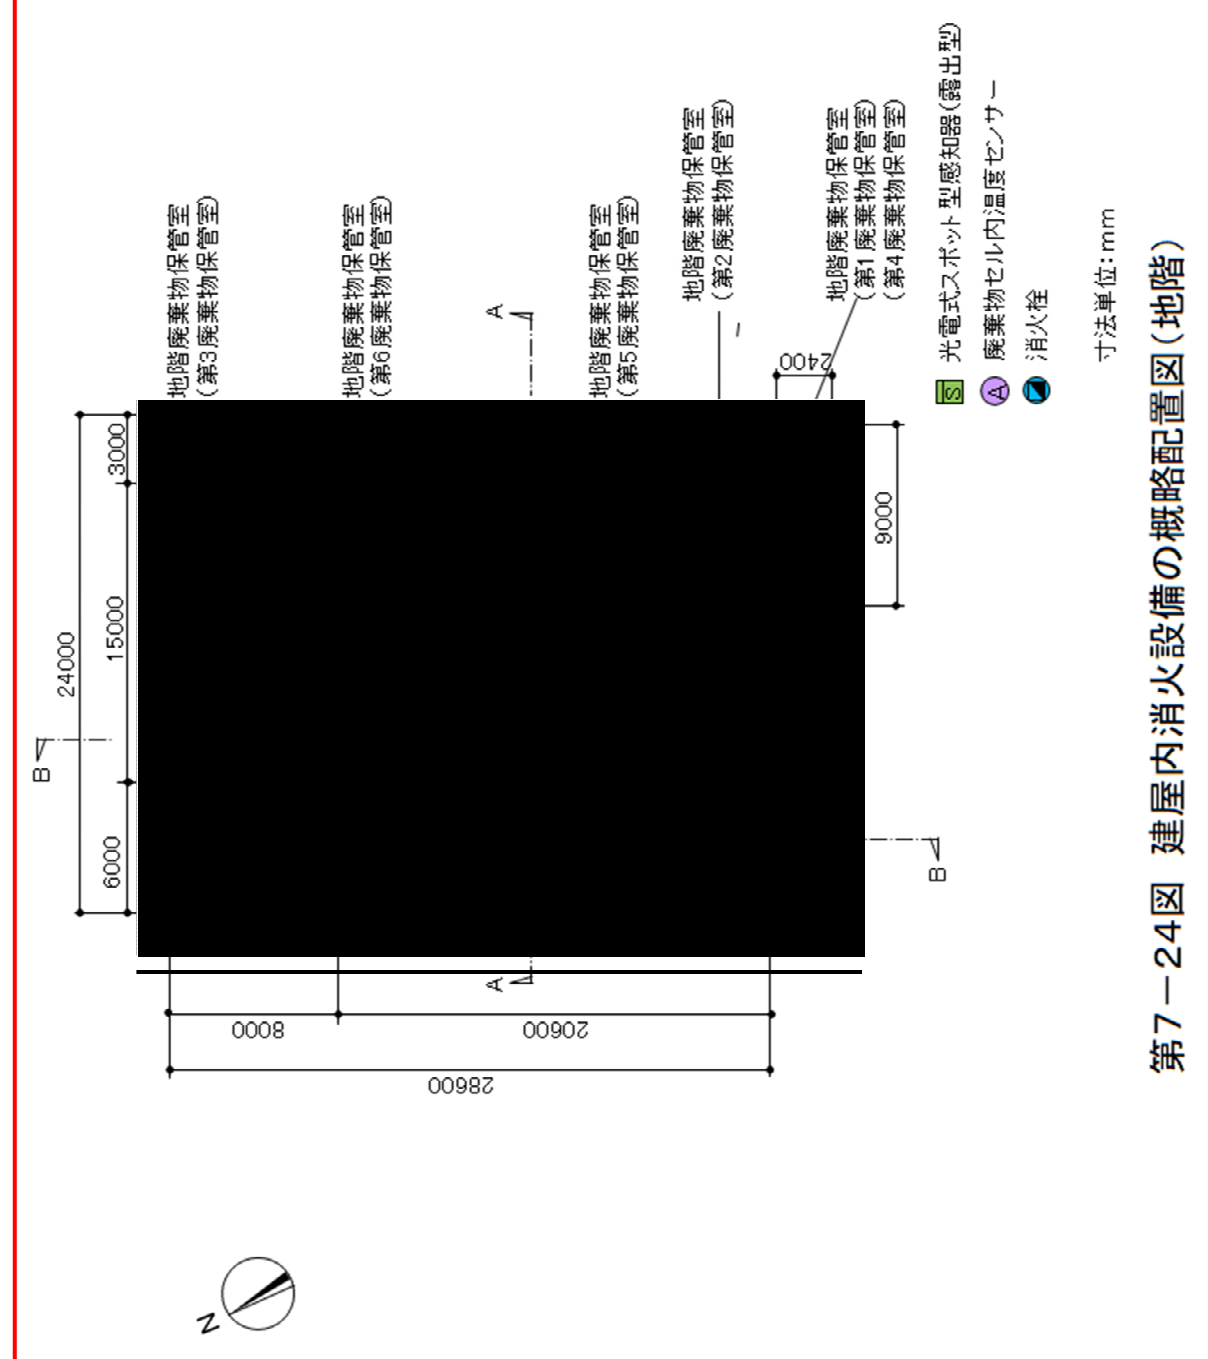 地階廃棄物保管室
(第3廃棄物保管室)
地階廃棄物保管室
(第6廃棄物保管室)
地階廃棄物保管室
(第5廃棄物保管室)
地階廃棄物保管室
(第2廃棄物保管室)
地階廃棄物保管室
(第1廃棄物保管室)
(第4廃棄物保管室)
A
A
B
B
24000
3000
15000
6000
2400
9000
8000
20600
28600
N
S 光電式スポット型感知器(露出型)
A 廃棄物セル内温度センサー
消火栓
寸法単位:mm
第7-24図 建屋内消火設備の概略配置図(地階)